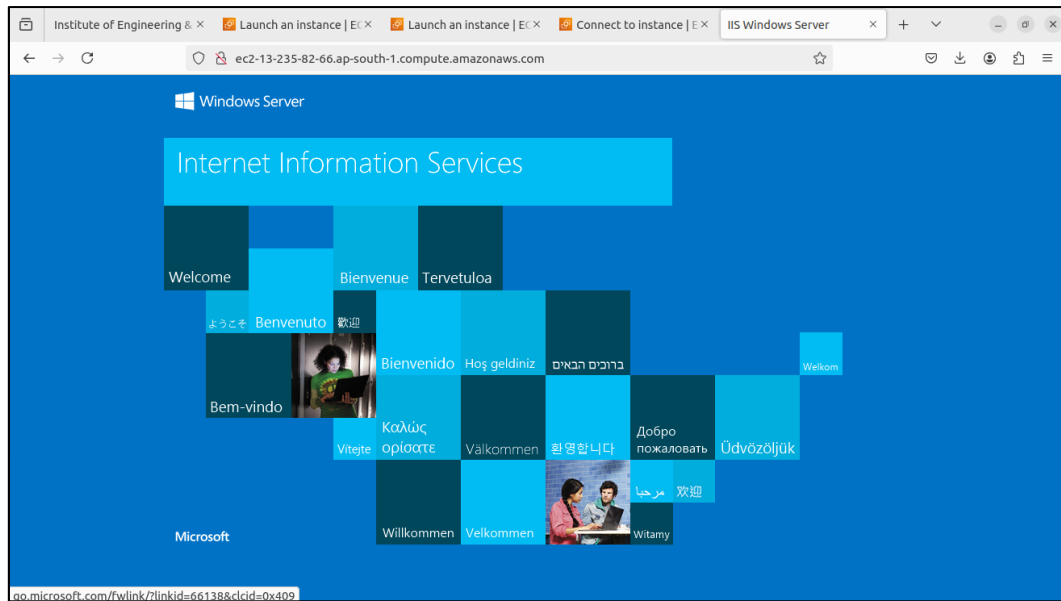 Institute of Engineering &
Launch an instance | EC
Launch an instance | EC
Connect to instance | E
IIS Windows Server
ec2-13-235-82-66.ap-south-1.compute.amazonaws.com
Windows Server
Internet Information Services
Welcome
Bienvenue
Tervetuloa
ようこそ
Benvenuto
歡迎
Bienvenido
Hoş geldiniz
ברוכים הבאים
Welkom
Bem-vindo
Vítejte
Καλώς
ορίσατε
Välkommen
환영합니다
Добро
пожаловать
Üdvözöljük
مرحبا
欢迎
Willkommen
Velkommen
Witamy
Microsoft
go.microsoft.com/fwlink/?linkid=66138&clcid=0x409